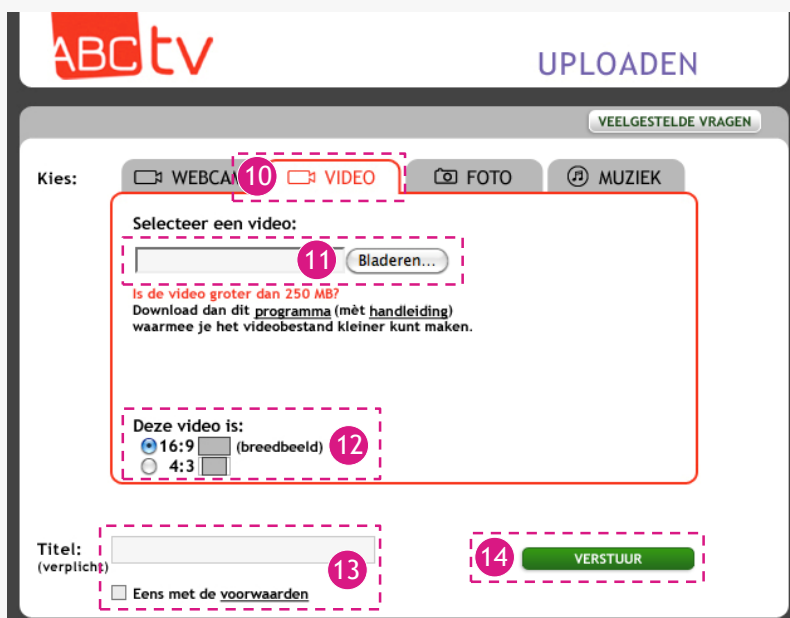 ABCtv
UPLOADEN
VEELGESTELDE VRAGEN
Kies:
WEBCAM 10 VIDEO FOTO MUZIEK
Selecteer een video:
11 Bladeren...
Is de video groter dan 250 MB?
Download dan dit programma (mèt handleiding)
waarmee je het videobestand kleiner kunt maken.
Deze video is:
16:9 (breedbeeld) 12
4:3
Titel:
(verplicht)
13
Eens met de voorwaarden
14 VERSTUUR